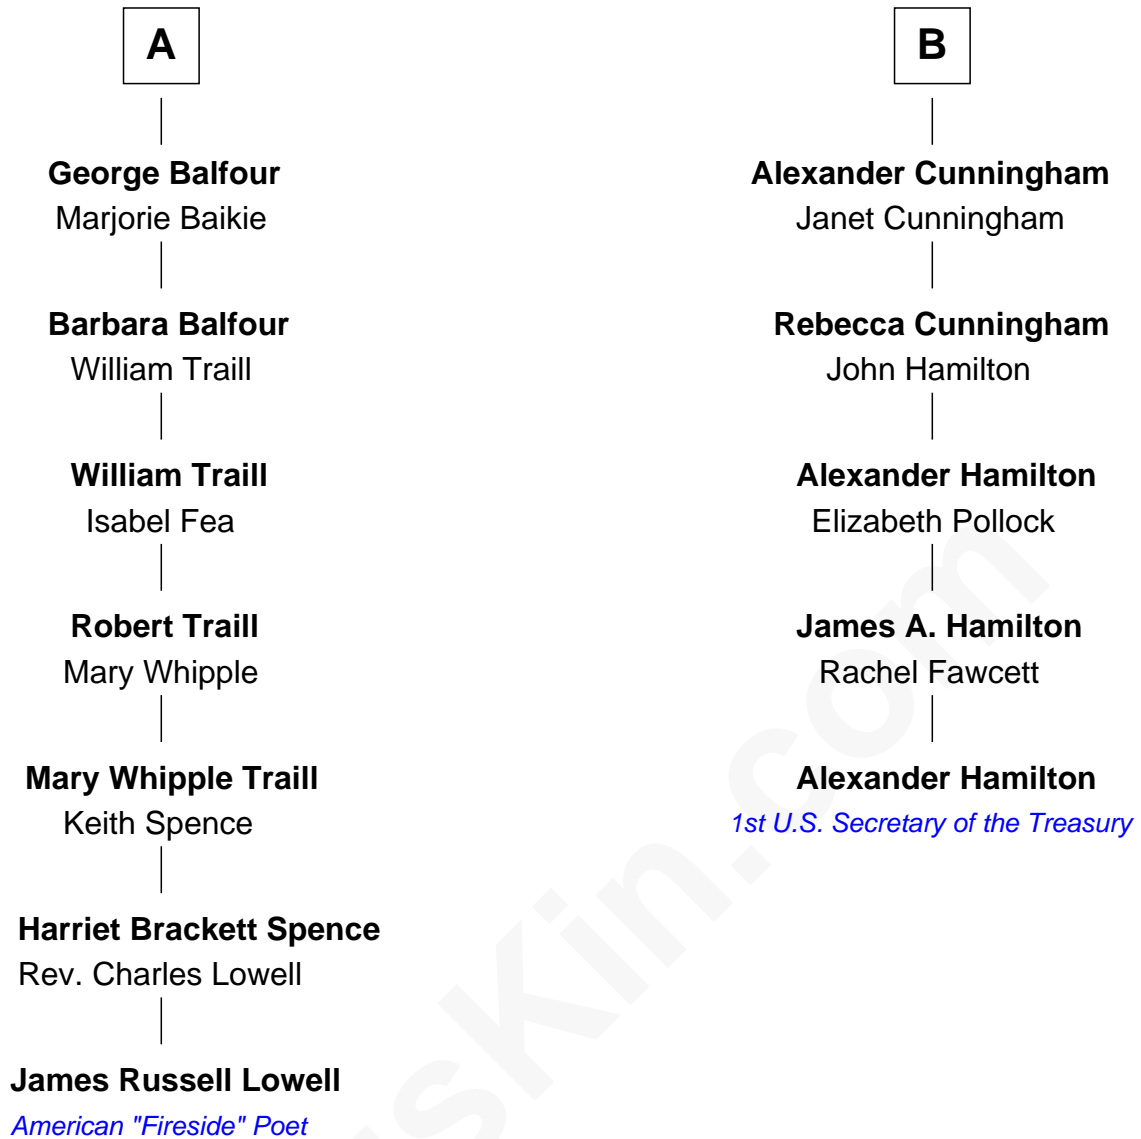 A
George Balfour
Marjorie Baikie
Barbara Balfour
William Traill
William Traill
Isabel Fea
Robert Traill
Mary Whipple
Mary Whipple Traill
Keith Spence
Harriet Brackett Spence
Rev. Charles Lowell
James Russell Lowell
American "Fireside" Poet
B
Alexander Cunningham
Janet Cunningham
Rebecca Cunningham
John Hamilton
Alexander Hamilton
Elizabeth Pollock
James A. Hamilton
Rachel Fawcett
Alexander Hamilton
1st U.S. Secretary of the Treasury
usKin.com